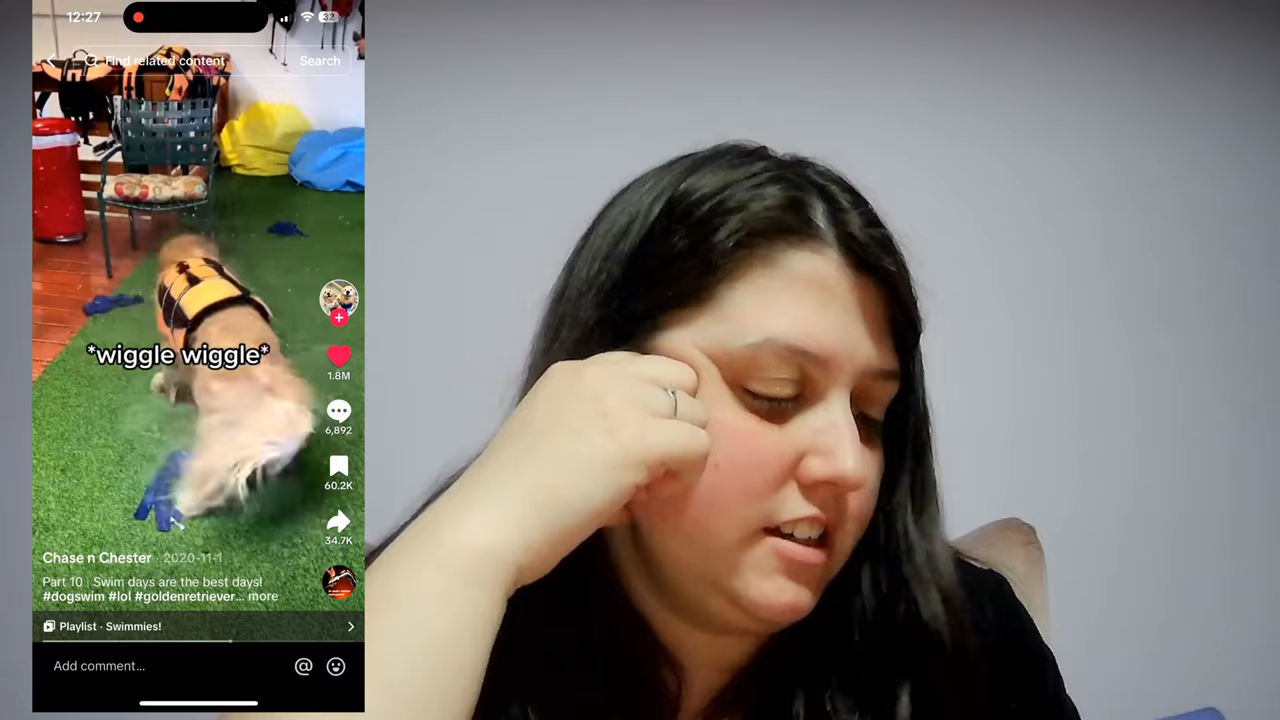 12:27
32
Find related content
Search
*wiggle wiggle*
1.8M
6,892
60.2K
34.7K
Chase n Chester · 2020-11-1
Part 10 | Swim days are the best days!
#dogswim #lol #goldenretriever... more
Playlist · Swimmies!
Add comment...